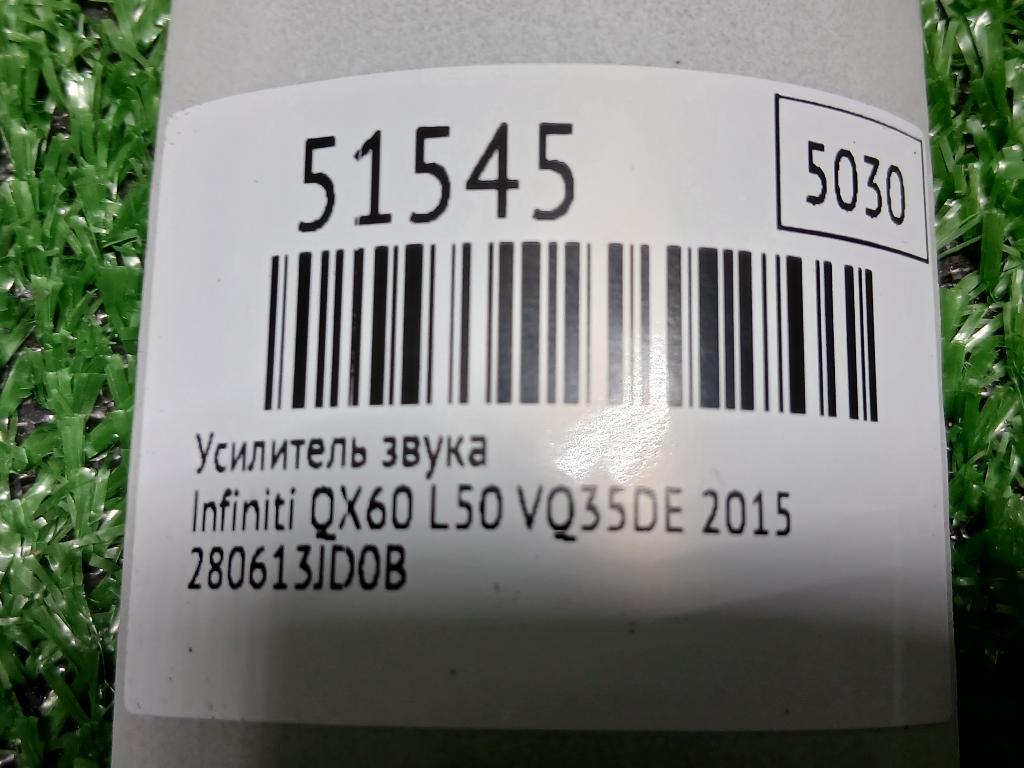 51545
5030
Усилитель звука
Infiniti QX60 L50 VQ35DE 2015
280613JD0B